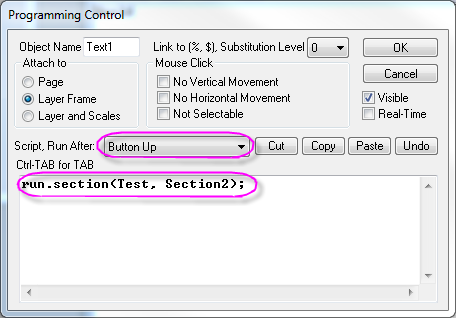 Programming Control
Object Name Text1 Link to (%, $), Substitution Level 0 OK
Attach to Mouse Click Cancel
Page No Vertical Movement
Layer Frame No Horizontal Movement Visible
Layer and Scales Not Selectable Real-Time
Script, Run After: Button Up Cut Copy Paste Undo
Ctrl-TAB for TAB
run.section(Test, Section2);